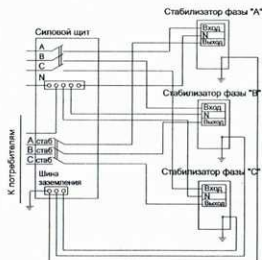 Стабилизатор фазы "А"
Силовой щит
Вход
N
Выход
A
B
C
N
Стабилизатор фазы "В"
Вход
N
Выход
К потребителям
А стаб
В стаб
С стаб
Стабилизатор фазы "С"
Шина
заземления
Вход
N
Выход